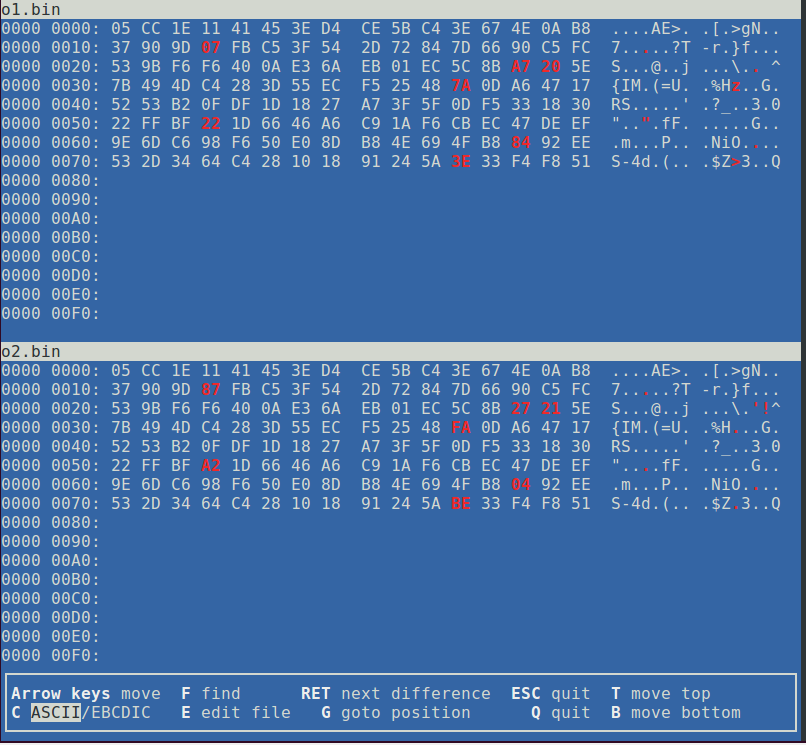 o1.bin
0000 0000: 05 CC 1E 11 41 45 3E D4  CE 5B C4 3E 67 4E 0A B8  ....AE>. .[.>gN..
0000 0010: 37 90 9D 07 FB C5 3F 54  2D 72 84 7D 66 90 C5 FC  7.....?T -r.}f...
0000 0020: 53 9B F6 F6 40 0A E3 6A  EB 01 EC 5C 8B A7 20 5E  S...@..j ...\.. ^
0000 0030: 7B 49 4D C4 28 3D 55 EC  F5 25 48 7A 0D A6 47 17  {IM.(=U. .%Hz..G.
0000 0040: 52 53 B2 0F DF 1D 18 27  A7 3F 5F 0D F5 33 18 30  RS.....' .?_..3.0
0000 0050: 22 FF BF 22 1D 66 46 A6  C9 1A F6 CB EC 47 DE EF  "..".fF. .....G..
0000 0060: 9E 6D C6 98 F6 50 E0 8D  B8 4E 69 4F B8 84 92 EE  .m...P.. .NiO....
0000 0070: 53 2D 34 64 C4 28 10 18  91 24 5A 3E 33 F4 F8 51  S-4d.(.. .$Z>3..Q
0000 0080:
0000 0090:
0000 00A0:
0000 00B0:
0000 00C0:
0000 00D0:
0000 00E0:
0000 00F0:
o2.bin
0000 0000: 05 CC 1E 11 41 45 3E D4  CE 5B C4 3E 67 4E 0A B8  ....AE>. .[.>gN..
0000 0010: 37 90 9D 87 FB C5 3F 54  2D 72 84 7D 66 90 C5 FC  7.....?T -r.}f...
0000 0020: 53 9B F6 F6 40 0A E3 6A  EB 01 EC 5C 8B 27 21 5E  S...@..j ...\.'!^
0000 0030: 7B 49 4D C4 28 3D 55 EC  F5 25 48 FA 0D A6 47 17  {IM.(=U. .%H...G.
0000 0040: 52 53 B2 0F DF 1D 18 27  A7 3F 5F 0D F5 33 18 30  RS.....' .?_..3.0
0000 0050: 22 FF BF A2 1D 66 46 A6  C9 1A F6 CB EC 47 DE EF  "....fF. .....G..
0000 0060: 9E 6D C6 98 F6 50 E0 8D  B8 4E 69 4F B8 04 92 EE  .m...P.. .NiO....
0000 0070: 53 2D 34 64 C4 28 10 18  91 24 5A BE 33 F4 F8 51  S-4d.(.. .$Z.3..Q
0000 0080:
0000 0090:
0000 00A0:
0000 00B0:
0000 00C0:
0000 00D0:
0000 00E0:
0000 00F0:
Arrow keys move  F find      RET next difference  ESC quit  T move top
C ASCII/EBCDIC   E edit file   G goto position      Q quit  B move bottom